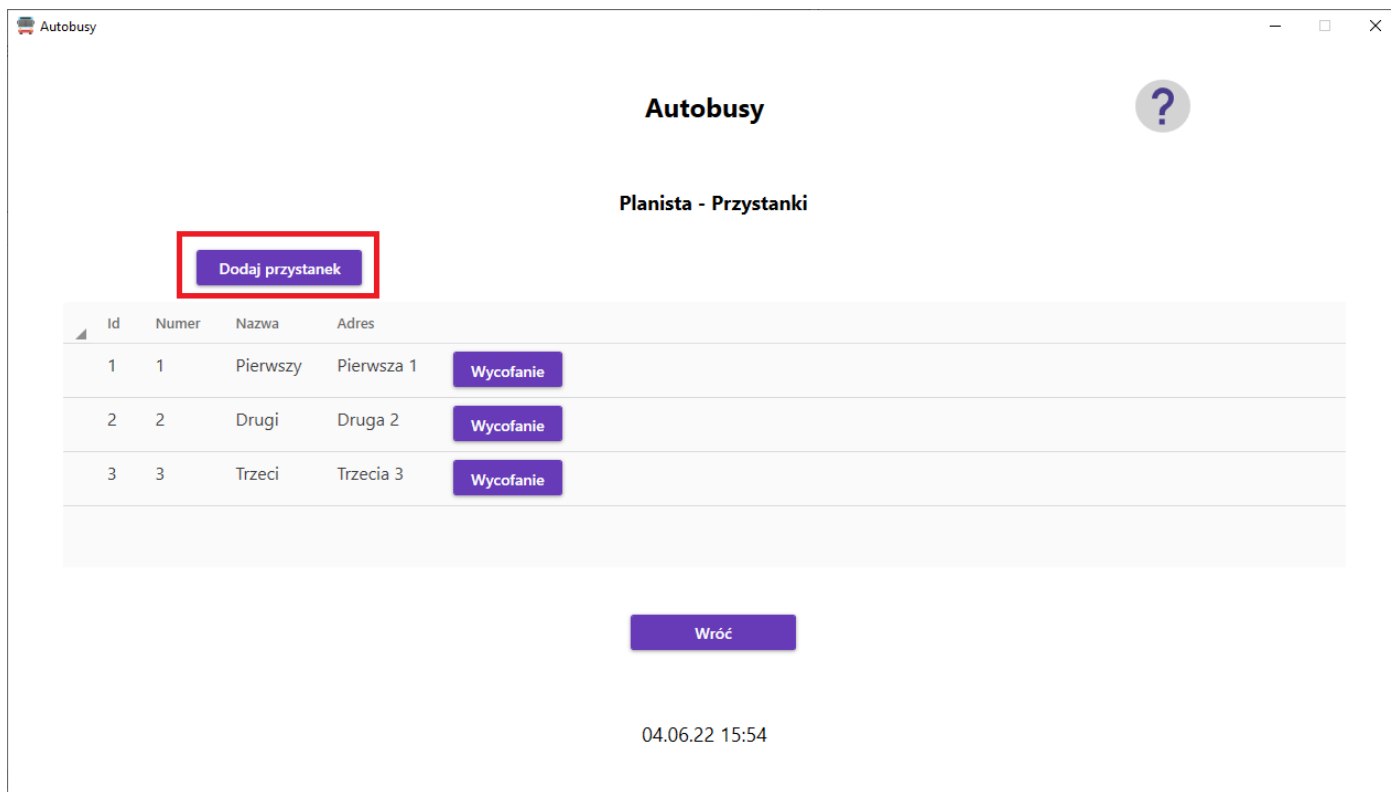 Autobusy
Autobusy
?
Planista - Przystanki
Dodaj przystanek
Id Numer Nazwa Adres
1 1 Pierwszy Pierwsza 1 Wycofanie
2 2 Drugi Druga 2 Wycofanie
3 3 Trzeci Trzecia 3 Wycofanie
Wróć
04.06.22 15:54